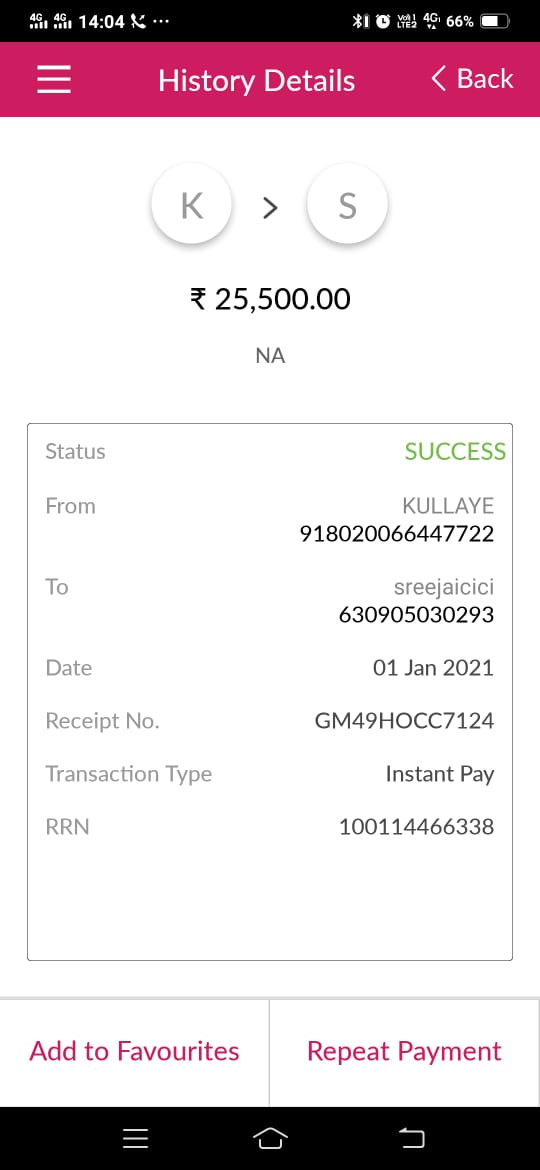 4G 4G 14:04 ...
Vol) 1 LTE2 4G 66%
History Details
Back
K > S
₹ 25,500.00
NA
Status SUCCESS
From KULLAYE
918020066447722
To sreejaicici
630905030293
Date 01 Jan 2021
Receipt No. GM49HOCC7124
Transaction Type Instant Pay
RRN 100114466338
Add to Favourites Repeat Payment